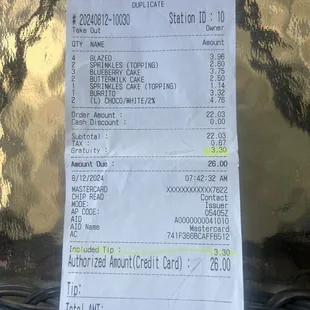 DUPLICATE
# 20240812-10030 Station ID : 10
Take Out Owner
QTY NAME Amount
4 GLAZED 3.96
2 SPRINKLES (TOPPING) 2.60
3 BLUEBERRY CAKE 3.75
2 BUTTERMILK CAKE 2.50
1 SPRINKLES CAKE (TOPPING) 1.14
1 BURRITO 3.32
2 (L) CHOCO/WHITE/2% 4.76
Order Amount : 22.03
Cash Discount : 0.00
Subtotal : 22.03
TAX : 0.67
Gratuity : 3.30
Amount Due : 26.00
8/12/2024 07:42:32 AM
MASTERCARD XXXXXXXXXXXX7622
CHIP READ Contact
MODE: Issuer
AP CODE: 05405Z
AID A0000000041010
AID Name Mastercard
AC 741F366BCAFFB512
Included Tip : 3.30
Authorized Amount(Credit Card) : 26.00
Tip:
Total AMT: